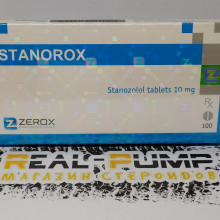 STANOROX
Stanozolol tablets 10 mg
Rx
100
ZEROX
REAL-PUMP
МАГАЗИН СТЕРОИДОВ